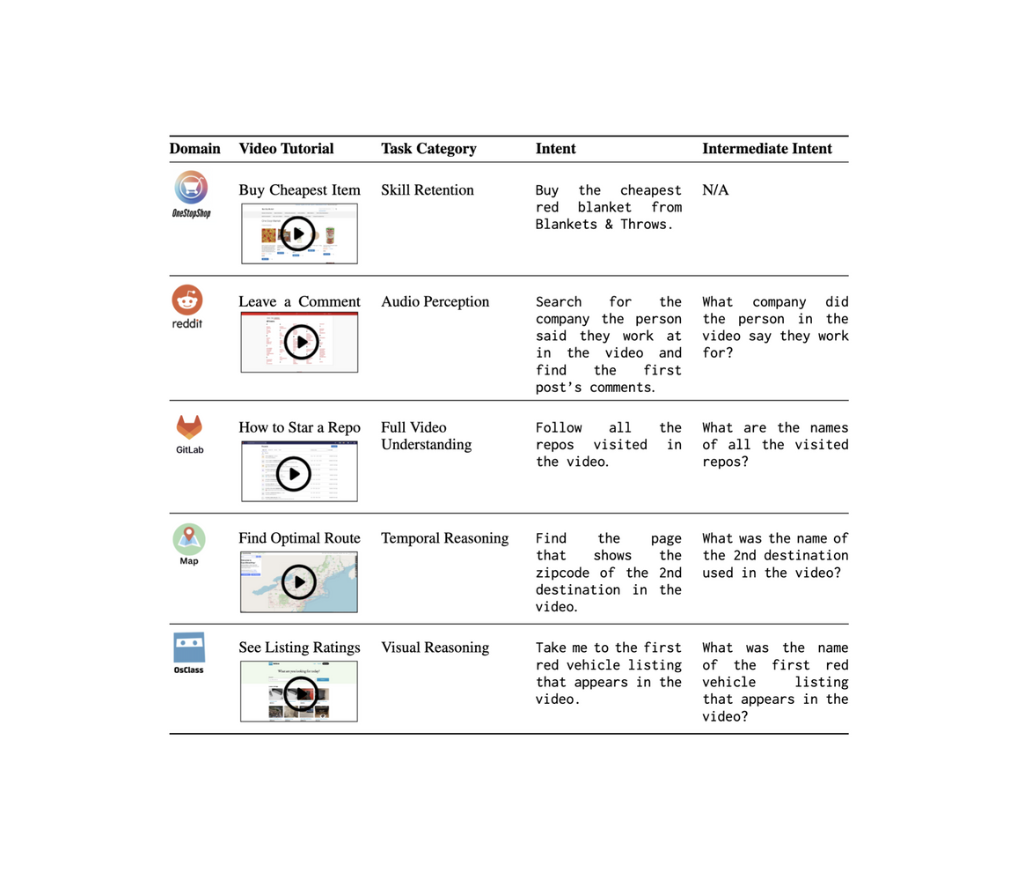 Domain Video Tutorial Task Category Intent Intermediate Intent
OneStopShop
Buy Cheapest Item
Skill Retention
Buy the cheapest
red blanket from
Blankets & Throws.
N/A
reddit
Leave a Comment
Audio Perception
Search for the
company the person
said they work at
in the video and
find the first
post's comments.
What company did
the person in the
video say they work
for?
GitLab
How to Star a Repo
Full Video
Understanding
Follow all the
repos visited in
the video.
What are the names
of all the visited
repos?
Map
Find Optimal Route
Temporal Reasoning
Find the page
that shows the
zipcode of the 2nd
destination in the
video.
What was the name of
the 2nd destination
used in the video?
OsClass
See Listing Ratings
Visual Reasoning
Take me to the first
red vehicle listing
that appears in the
video.
What was the name
of the first red
vehicle listing
that appears in the
video?